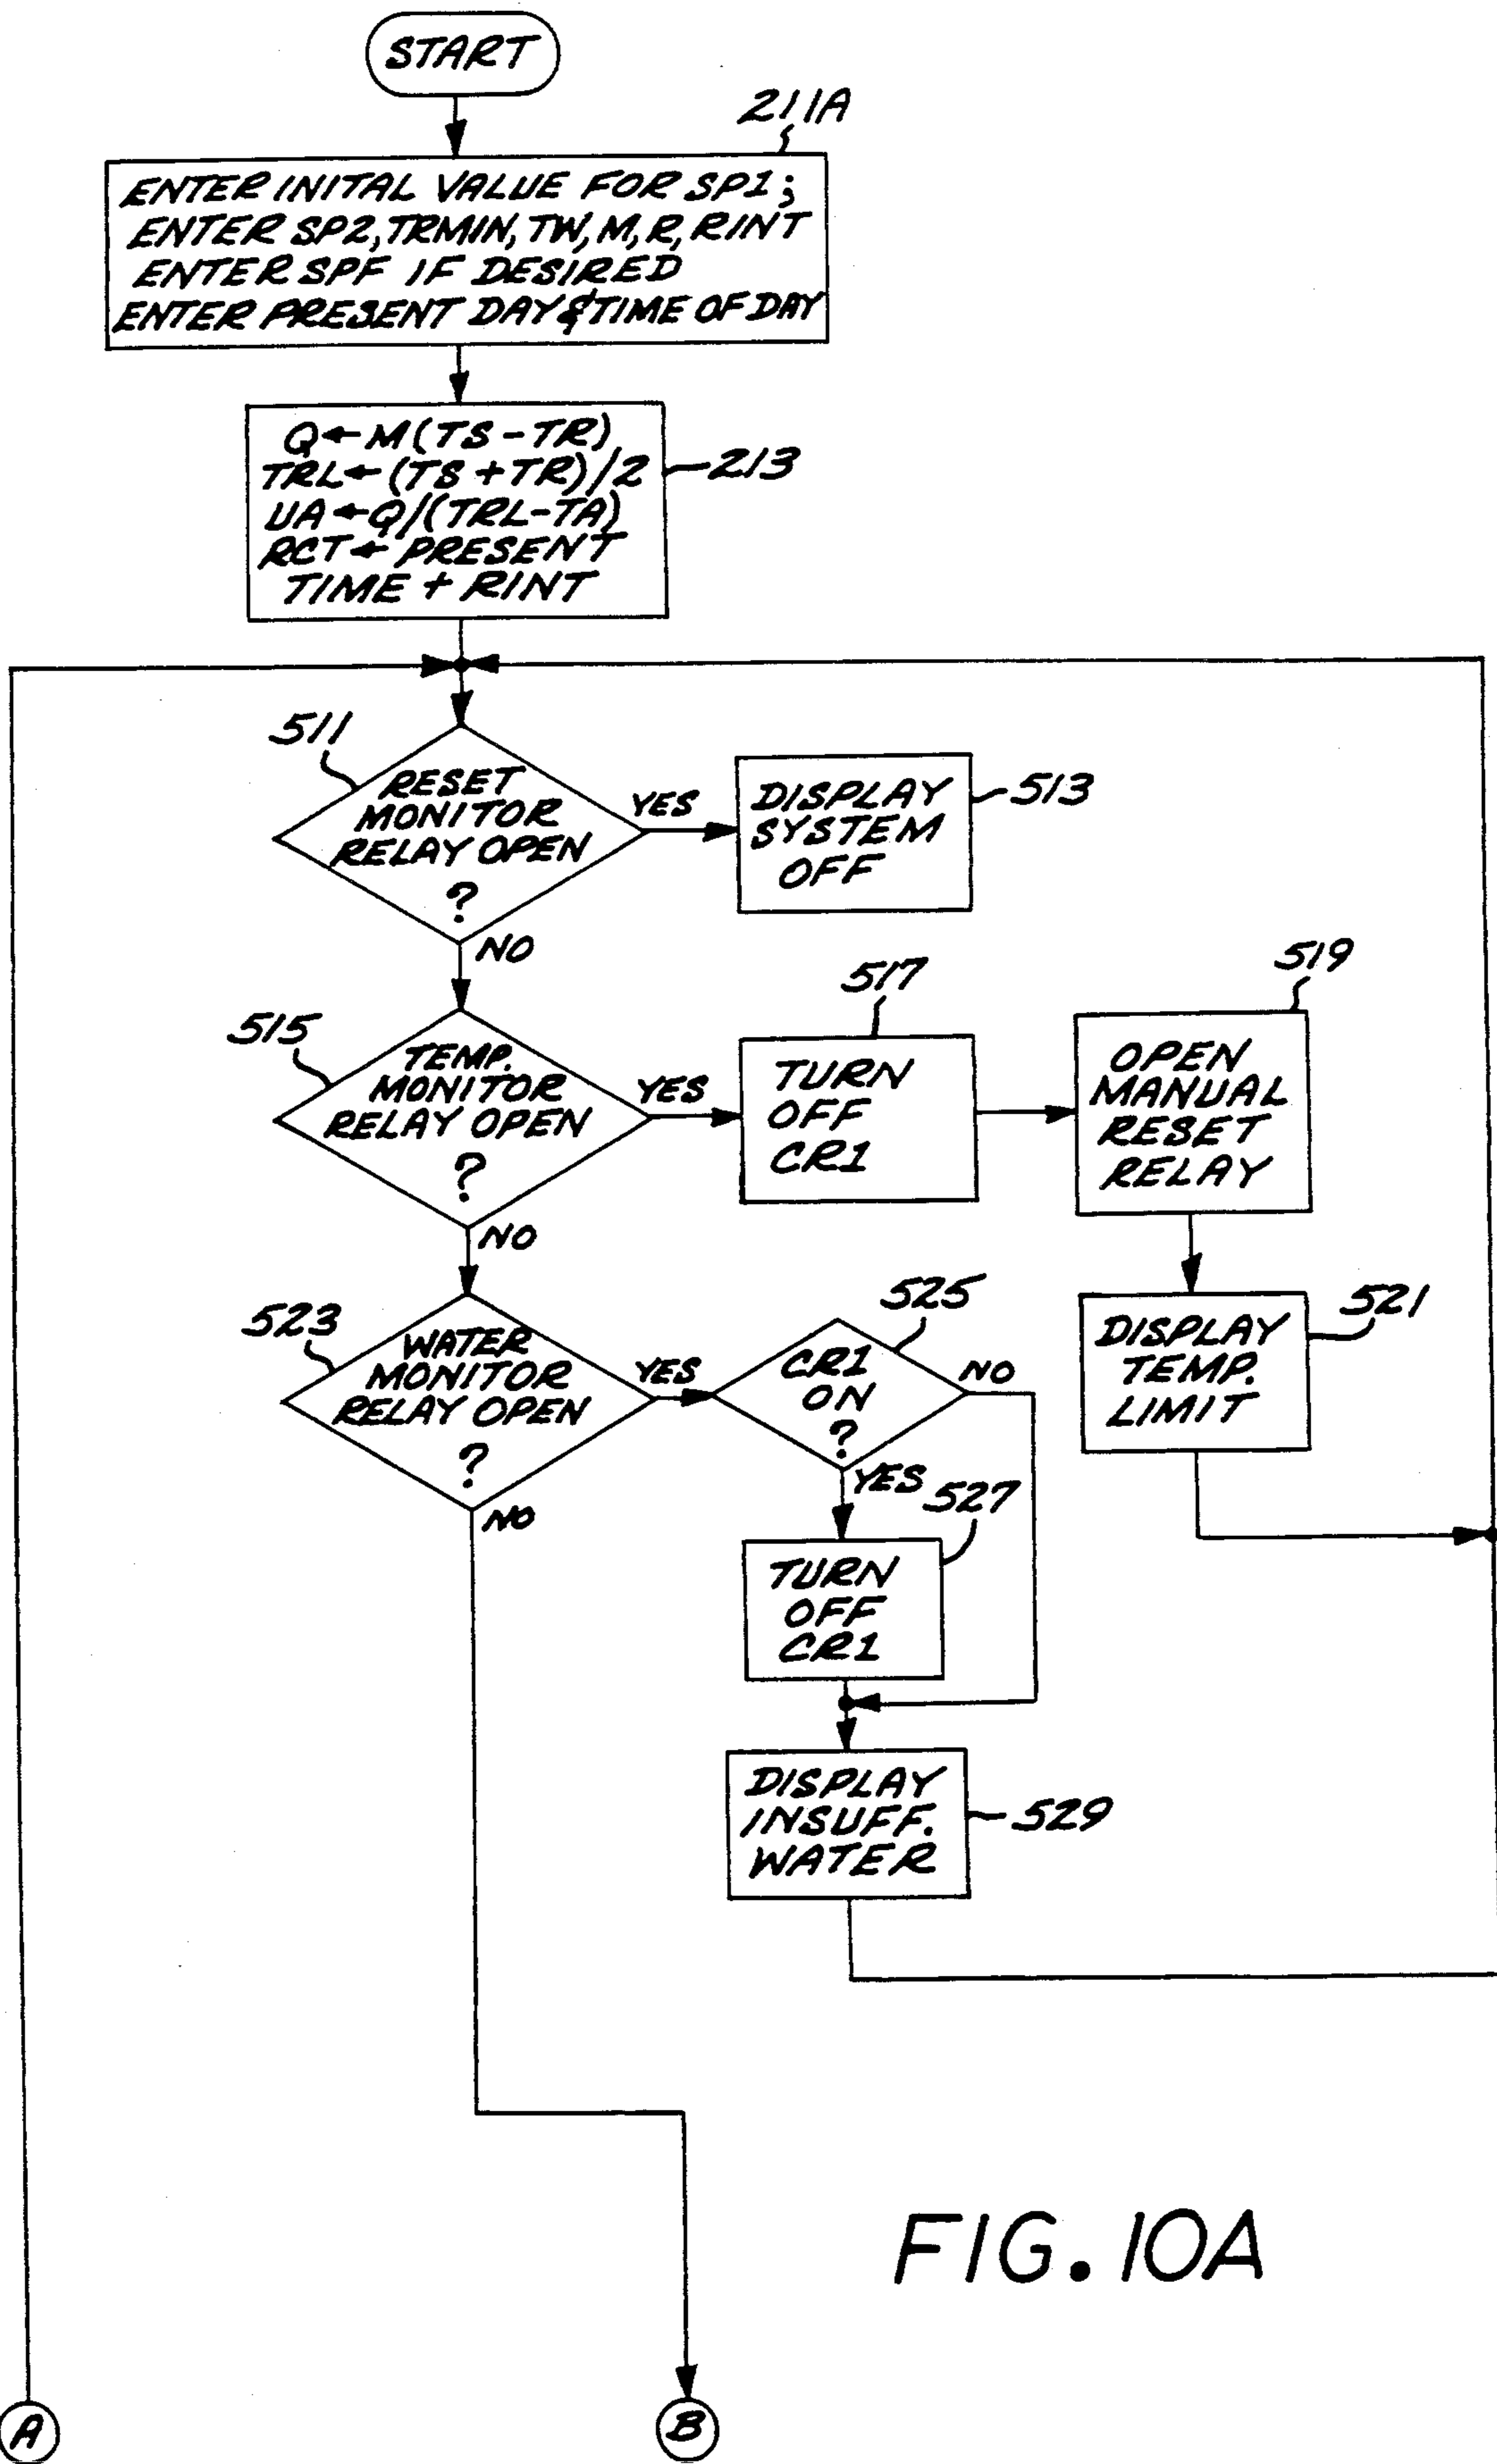 START
211A
ENTER INITAL VALUE FOR SP1;
ENTER SP2, TRMIN, TW, M, R, RINT
ENTER SPF IF DESIRED
ENTER PRESENT DAY & TIME OF DAY
Q←M(TS-TR)
TRL←(TS+TR)/2
UA←Q/(TRL-TA)
RCT←PRESENT
TIME + RINT
213
511
RESET
MONITOR
RELAY OPEN
?
YES
DISPLAY
SYSTEM
OFF
513
NO
515
TEMP.
MONITOR
RELAY OPEN
?
YES
517
TURN
OFF
CR1
519
OPEN
MANUAL
RESET
RELAY
NO
521
DISPLAY
TEMP.
LIMIT
523
WATER
MONITOR
RELAY OPEN
?
YES
525
CR1
ON
?
NO
YES
NO
527
TURN
OFF
CR1
DISPLAY
INSUFF.
WATER
529
FIG. 10A
A
B